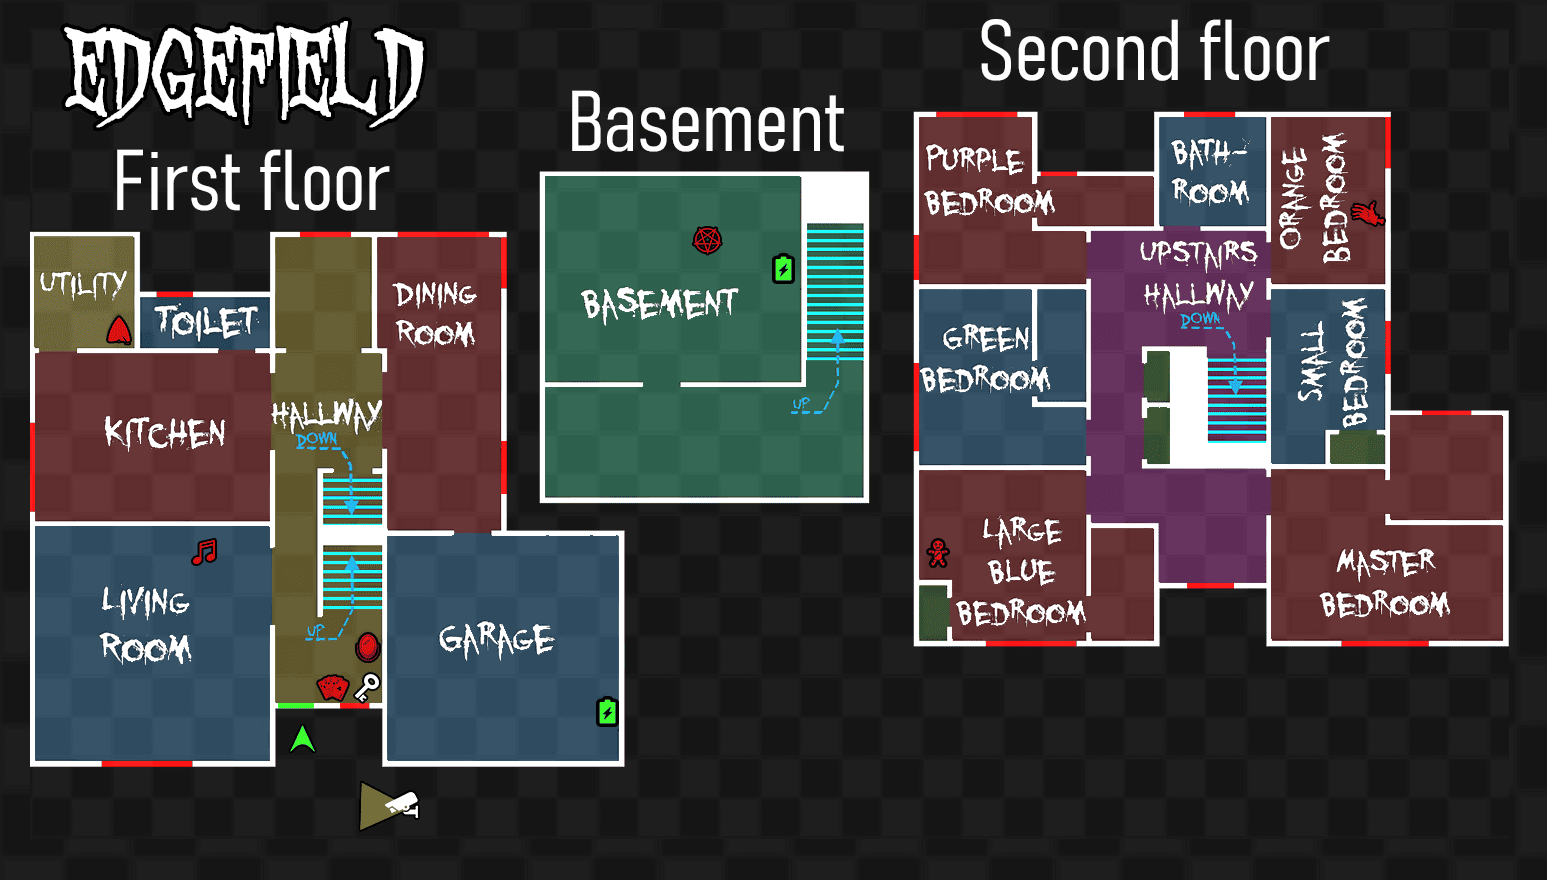 EDGEFIELD
First floor
UTILITY
TOILET
DINING
ROOM
KITCHEN
HALLWAY
DOWN
LIVING
ROOM
UP
GARAGE
Basement
BASEMENT
UP
Second floor
PURPLE
BEDROOM
BATH-
ROOM
ORANGE
BEDROOM
UPSTAIRS
HALLWAY
DOWN
GREEN
BEDROOM
SMALL
BEDROOM
LARGE
BLUE
BEDROOM
MASTER
BEDROOM